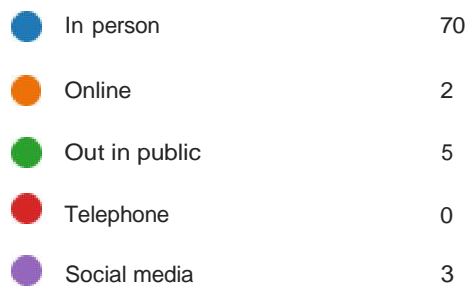 In person 70
Online 2
Out in public 5
Telephone 0
Social media 3